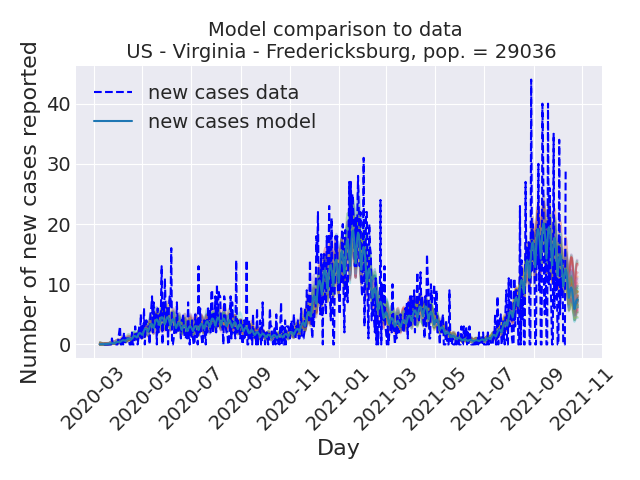 Model comparison to data
US - Virginia - Fredericksburg, pop. = 29036
Number of new cases reported
40
30
20
10
0
new cases data
new cases model
2020-03
2020-05
2020-07
2020-09
2020-11
2021-01
2021-03
2021-05
2021-07
2021-09
2021-11
Day